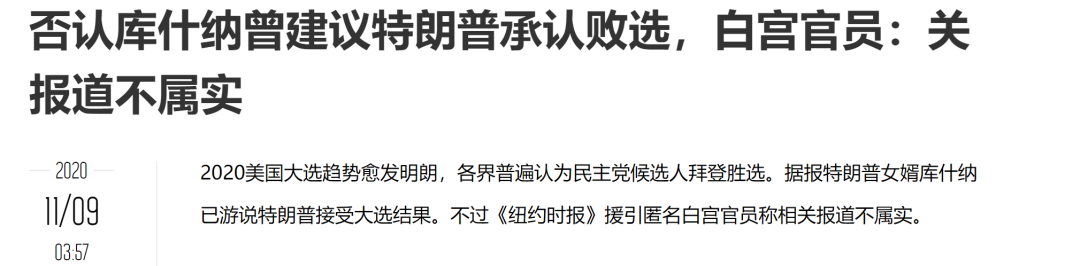 否认库什纳曾建议特朗普承认败选，白宫官员：关
报道不属实
2020
11/09
03:57
2020美国大选趋势愈发明朗，各界普遍认为民主党候选人拜登胜选。据报特朗普女婿库什纳
已游说特朗普接受大选结果。不过《纽约时报》援引匿名白宫官员称相关报道不属实。